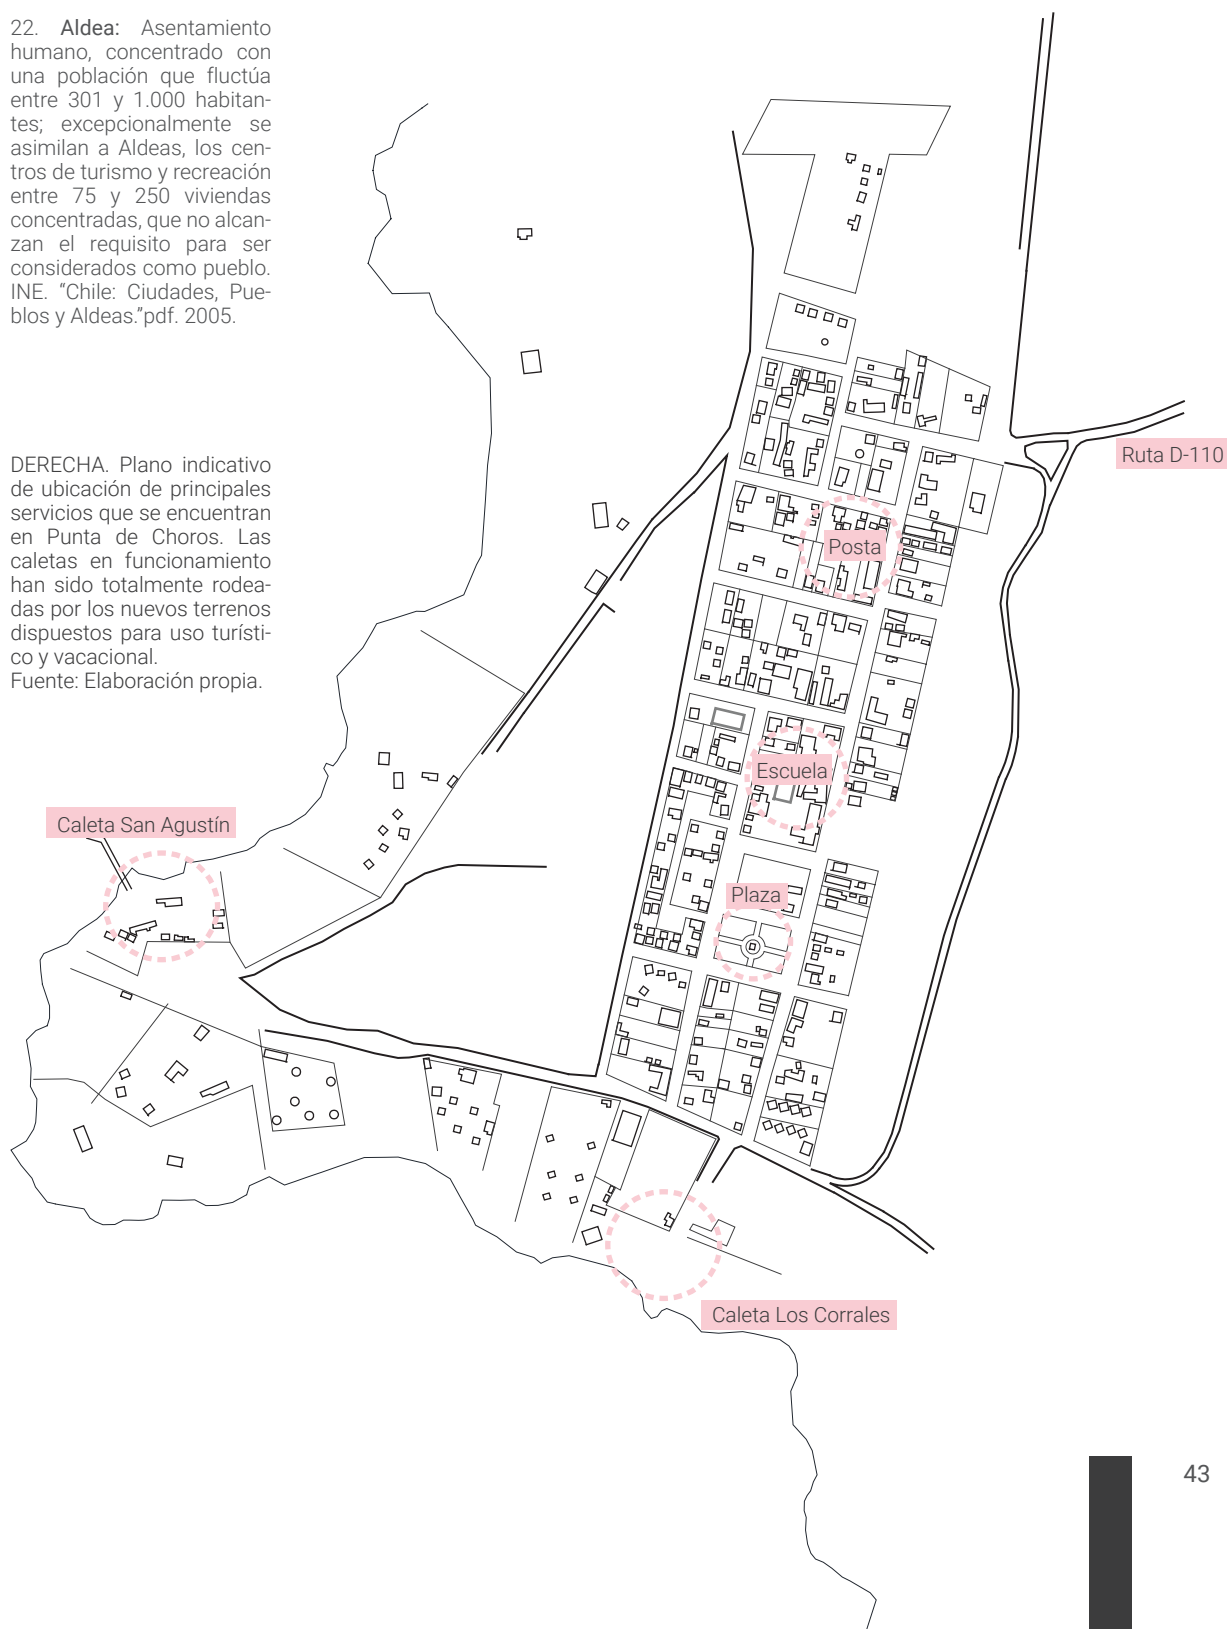 22. Aldea: Asentamiento
humano, concentrado con
una población que fluctúa
entre 301 y 1.000 habitan-
tes; excepcionalmente se
asimilan a Aldeas, los cen-
tros de turismo y recreación
entre 75 y 250 viviendas
concentradas, que no alcan-
zan el requisito para ser
considerados como pueblo.
INE. “Chile: Ciudades, Pue-
blos y Aldeas.”pdf. 2005.
DERECHA. Plano indicativo
de ubicación de principales
servicios que se encuentran
en Punta de Choros. Las
caletas en funcionamiento
han sido totalmente rodea-
das por los nuevos terrenos
dispuestos para uso turísti-
co y vacacional.
Fuente: Elaboración propia.
Ruta D-110
Posta
Escuela
Caleta San Agustín
Plaza
Caleta Los Corrales
43